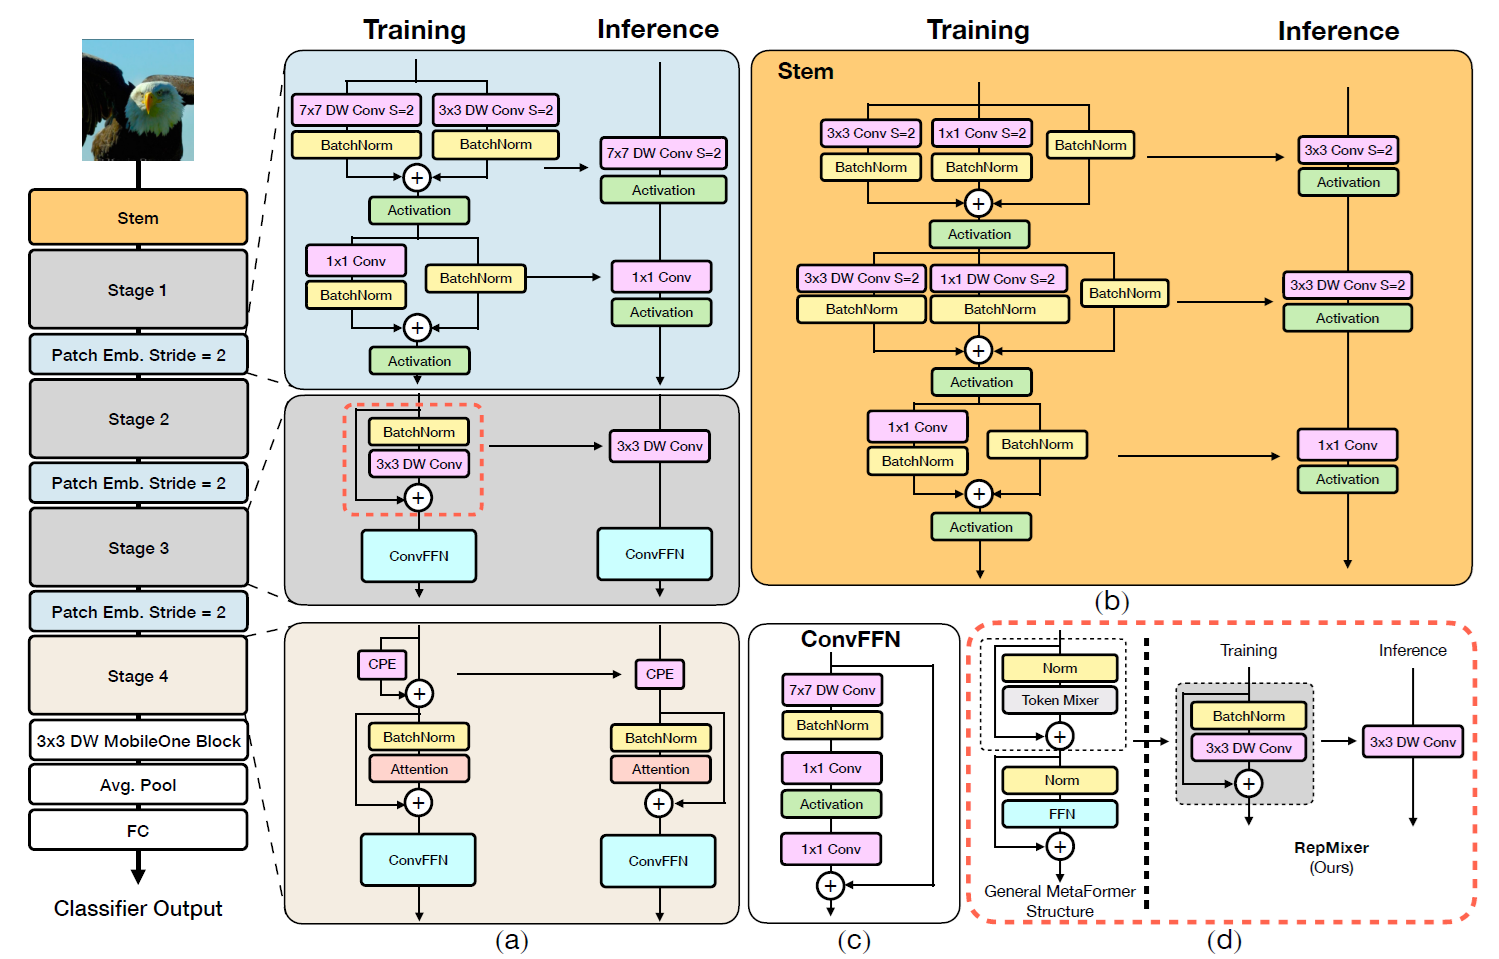 Training
Inference
Training
Inference
Stem
Stage 1
Patch Emb. Stride = 2
Stage 2
Patch Emb. Stride = 2
Stage 3
Patch Emb. Stride = 2
Stage 4
3x3 DW MobileOne Block
Avg. Pool
FC
Classifier Output
7x7 DW Conv S=2
3x3 DW Conv S=2
BatchNorm
BatchNorm
+
Activation
1x1 Conv
BatchNorm
BatchNorm
+
Activation
7x7 DW Conv S=2
Activation
1x1 Conv
Activation
BatchNorm
3x3 DW Conv
+
ConvFFN
3x3 DW Conv
ConvFFN
CPE
+
BatchNorm
Attention
+
ConvFFN
CPE
BatchNorm
Attention
+
ConvFFN
(a)
Stem
3x3 Conv S=2
1x1 Conv S=2
BatchNorm
BatchNorm
BatchNorm
+
Activation
3x3 DW Conv S=2
1x1 DW Conv S=2
BatchNorm
BatchNorm
BatchNorm
+
Activation
1x1 Conv
BatchNorm
BatchNorm
+
Activation
3x3 Conv S=2
Activation
3x3 DW Conv S=2
Activation
1x1 Conv
Activation
(b)
ConvFFN
7x7 DW Conv
BatchNorm
1x1 Conv
Activation
1x1 Conv
+
(c)
Norm
Token Mixer
+
Norm
FFN
+
General MetaFormer
Structure
Training
Inference
BatchNorm
3x3 DW Conv
+
3x3 DW Conv
RepMixer
(Ours)
(d)